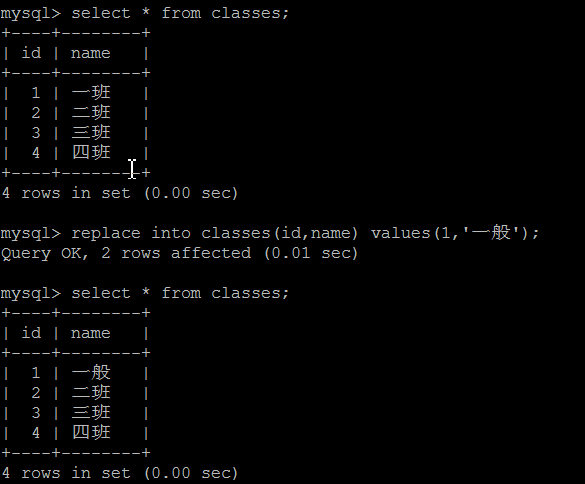 mysql> select * from classes;
+----+--------+
| id | name   |
+----+--------+
|  1 | 一班   |
|  2 | 二班   |
|  3 | 三班   |
|  4 | 四班   |
+----+--------+
4 rows in set (0.00 sec)
mysql> replace into classes(id,name) values(1,'一般');
Query OK, 2 rows affected (0.01 sec)
mysql> select * from classes;
+----+--------+
| id | name   |
+----+--------+
|  1 | 一般   |
|  2 | 二班   |
|  3 | 三班   |
|  4 | 四班   |
+----+--------+
4 rows in set (0.00 sec)